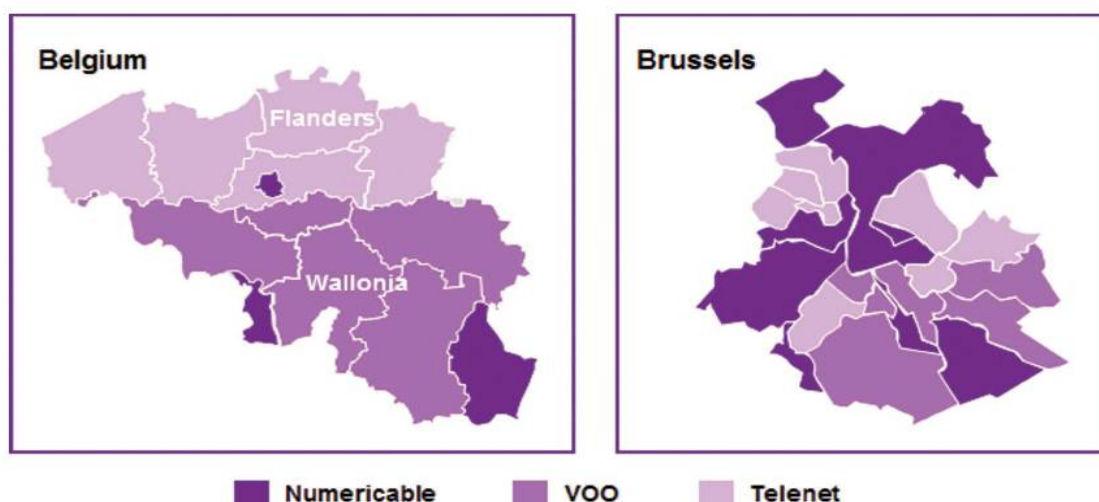 Belgium
Flanders
Wallonia
Brussels
Numericable
VOO
Telenet